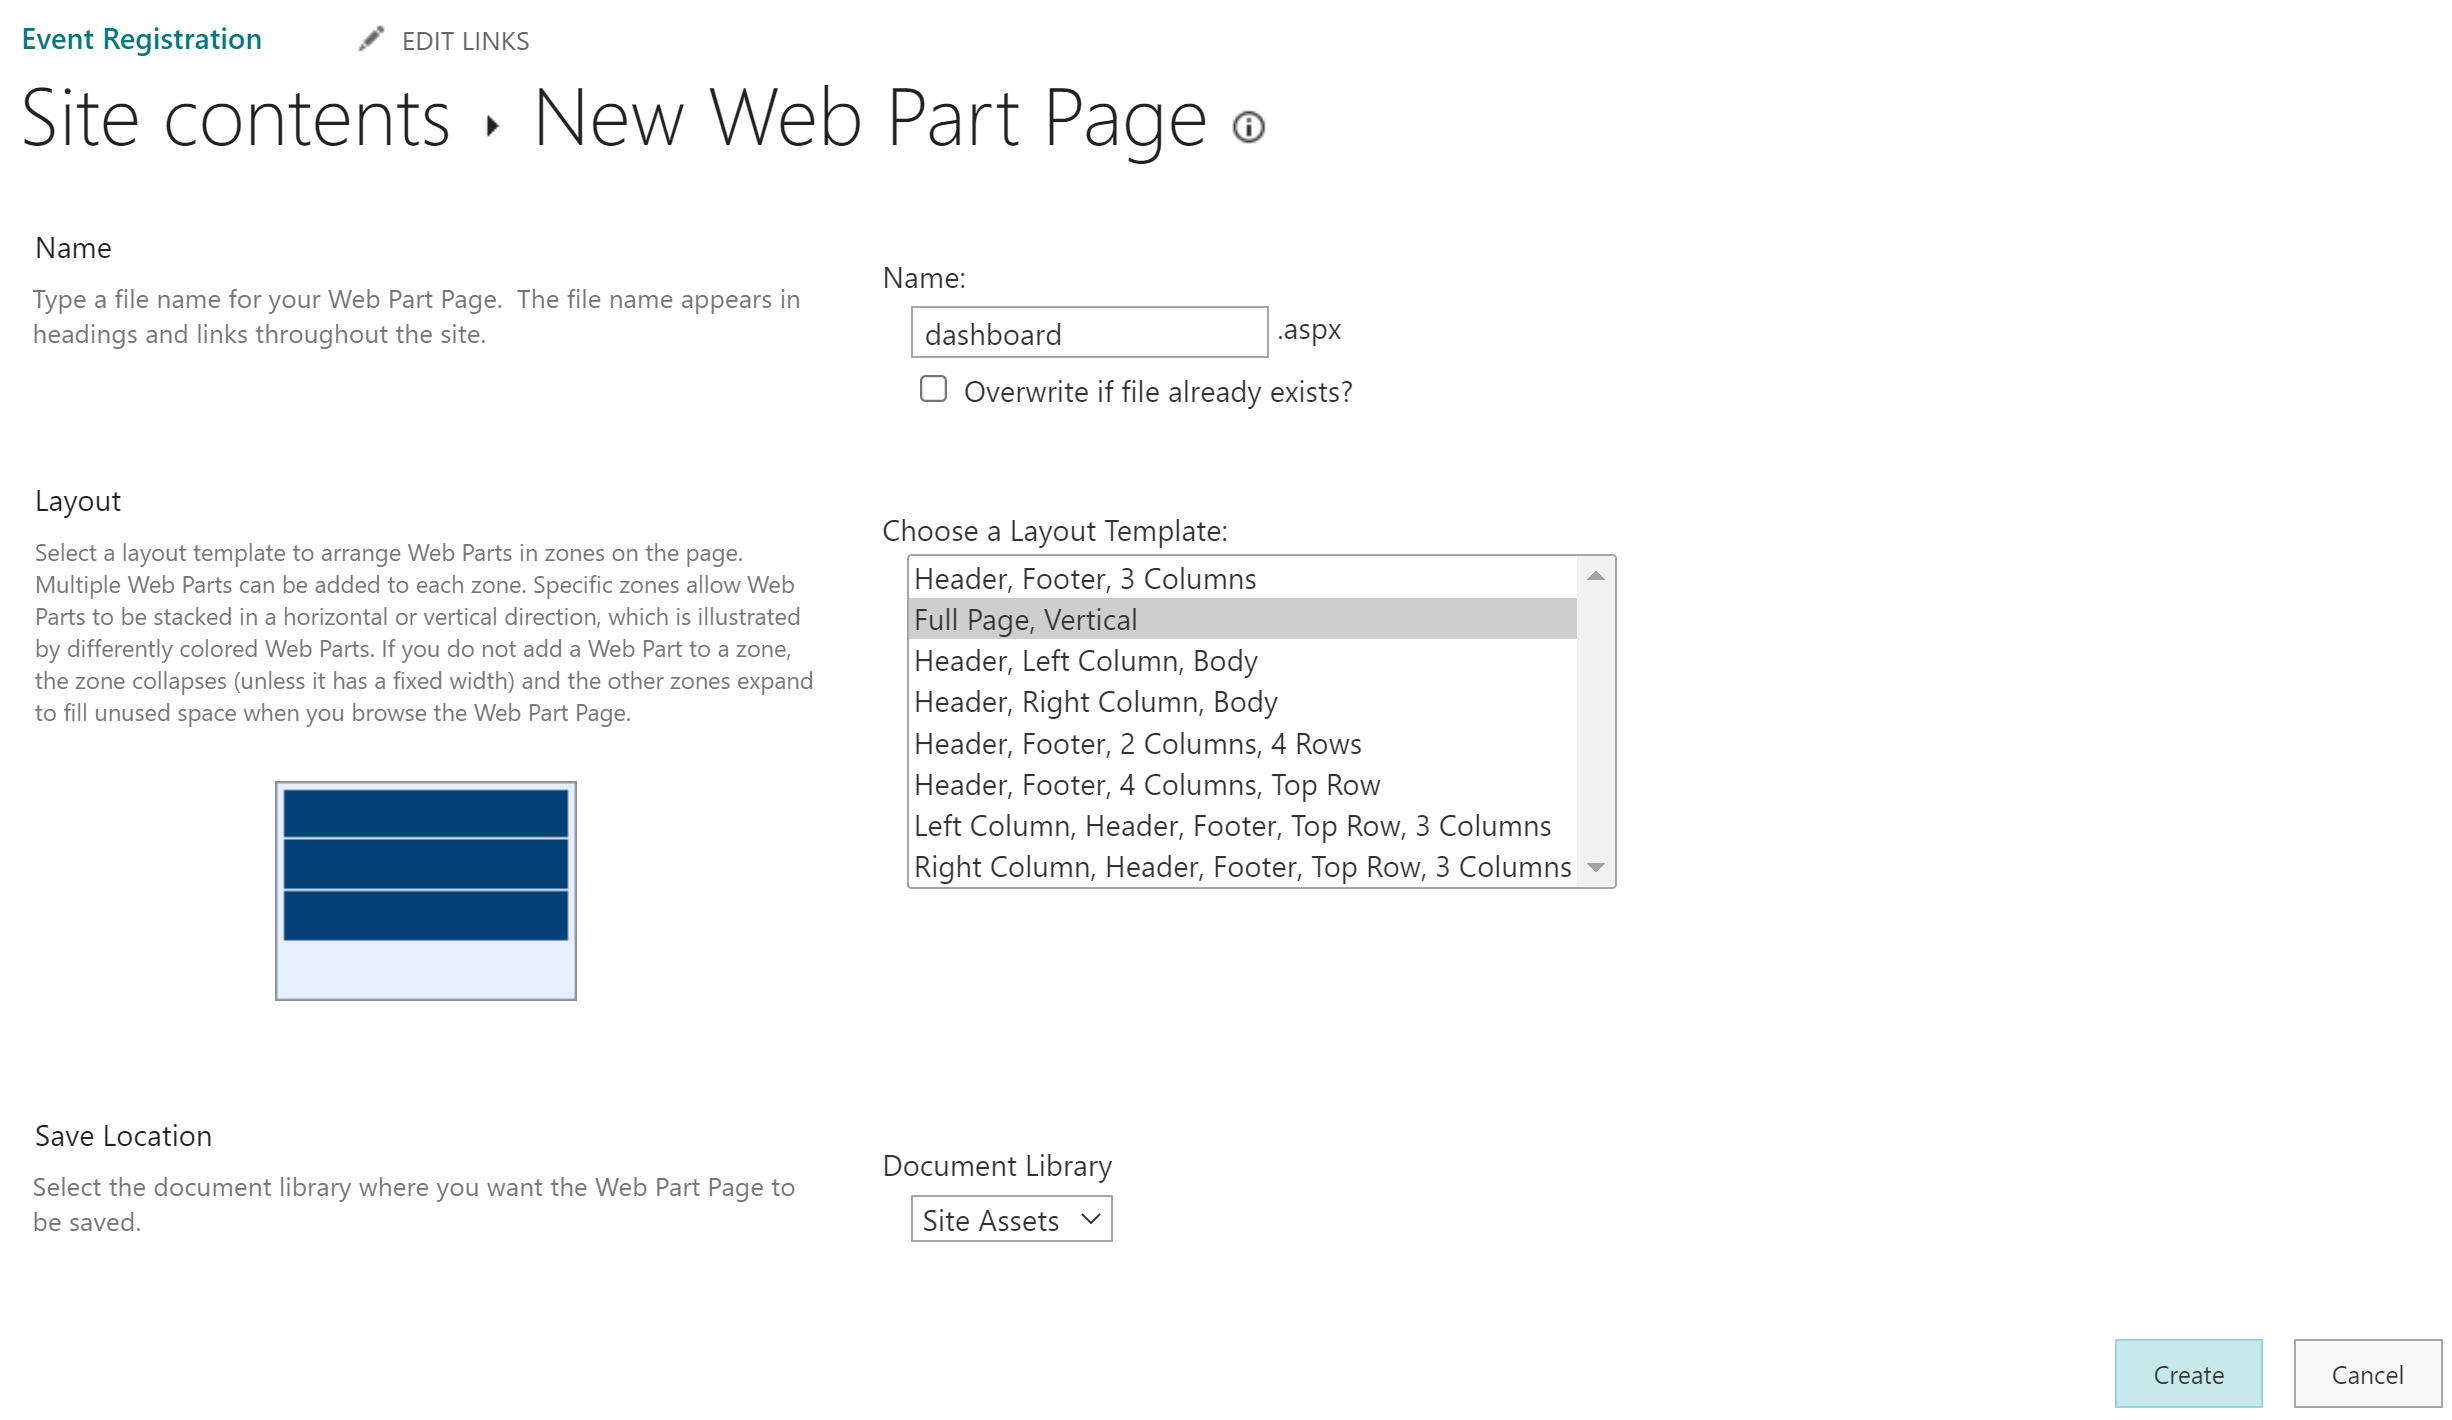 Event Registration
EDIT LINKS
Site contents ▸ New Web Part Page
Name
Type a file name for your Web Part Page.  The file name appears in
headings and links throughout the site.
Name:
dashboard .aspx
Overwrite if file already exists?
Layout
Select a layout template to arrange Web Parts in zones on the page.
Multiple Web Parts can be added to each zone. Specific zones allow Web
Parts to be stacked in a horizontal or vertical direction, which is illustrated
by differently colored Web Parts. If you do not add a Web Part to a zone,
the zone collapses (unless it has a fixed width) and the other zones expand
to fill unused space when you browse the Web Part Page.
Choose a Layout Template:
Header, Footer, 3 Columns
Full Page, Vertical
Header, Left Column, Body
Header, Right Column, Body
Header, Footer, 2 Columns, 4 Rows
Header, Footer, 4 Columns, Top Row
Left Column, Header, Footer, Top Row, 3 Columns
Right Column, Header, Footer, Top Row, 3 Columns
Save Location
Select the document library where you want the Web Part Page to
be saved.
Document Library
Site Assets
Create
Cancel